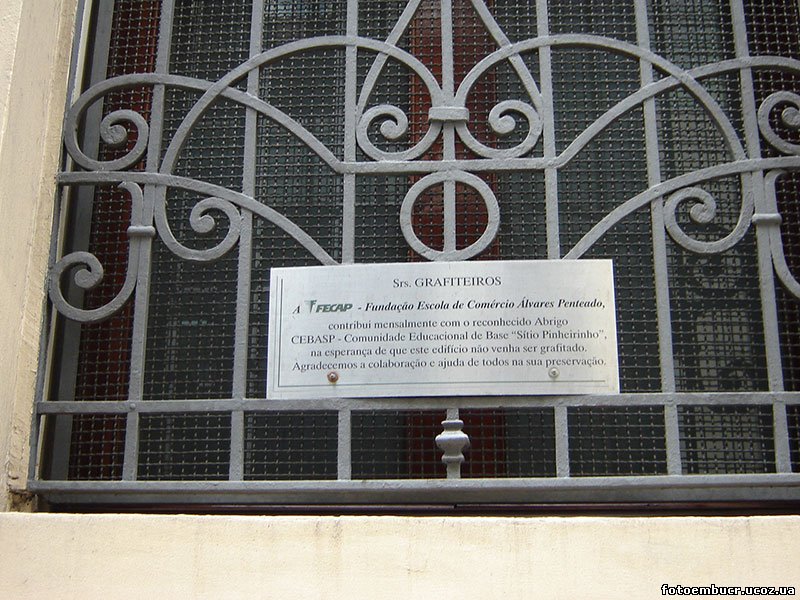 Srs. GRAFITEIROS
A FECAP - Fundação Escola de Comércio Álvares Penteado,
contribui mensalmente com o reconhecido Abrigo
CEBASP - Comunidade Educacional de Base “Sítio Pinheirinho”,
na esperança de que este edifício não venha ser grafitado.
Agradecemos a colaboração e ajuda de todos na sua preservação.
fotoembucr.ucoz.ua